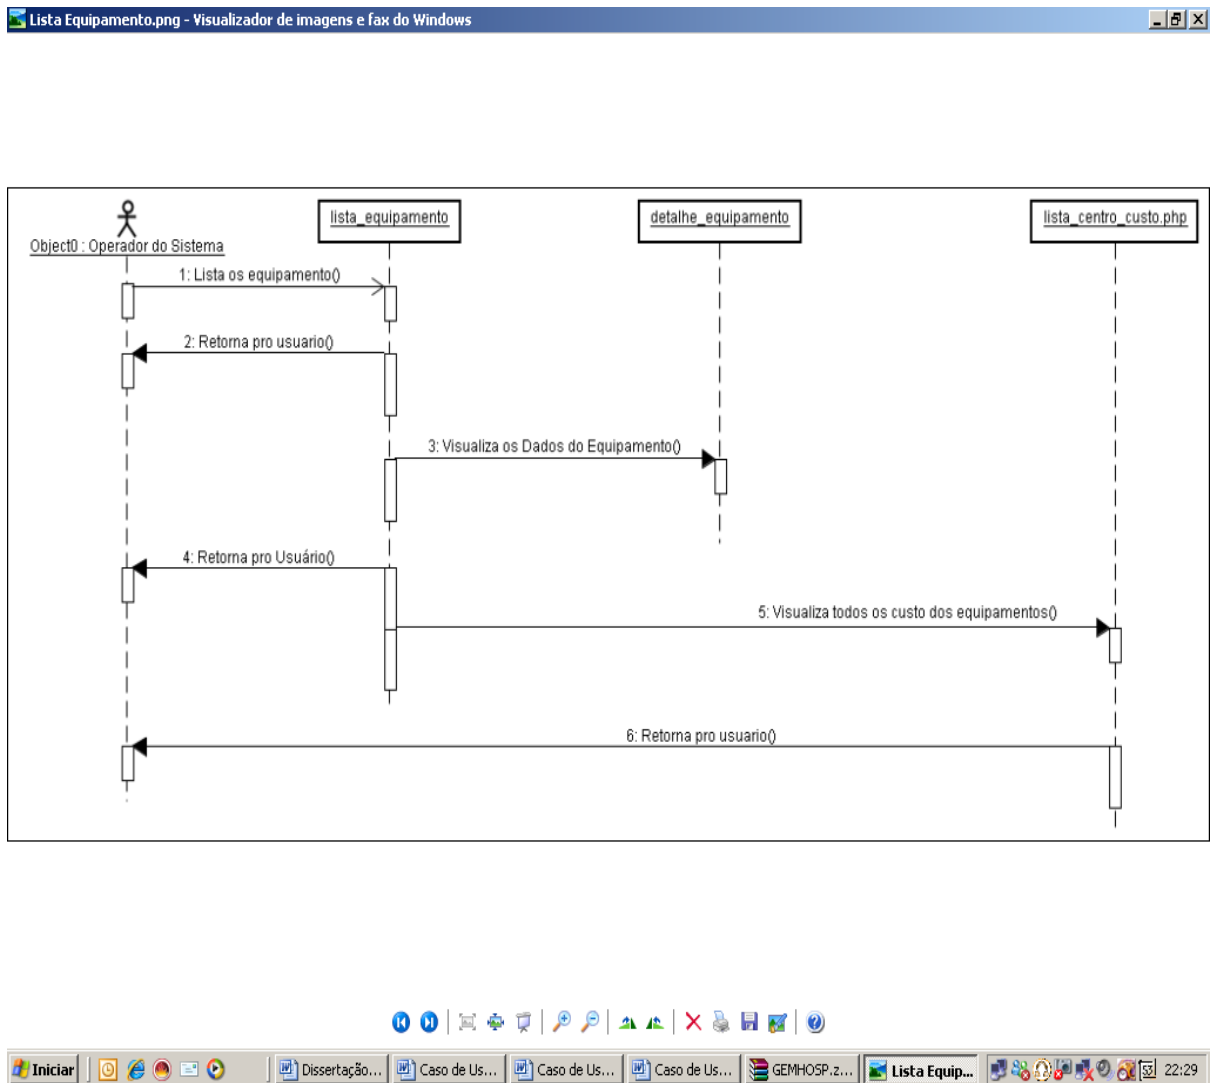 Lista Equipamento.png - Visualizador de imagens e fax do Windows
lista_equipamento
detalhe_equipamento
lista_centro_custo.php
Object0 : Operador do Sistema
1: Lista os equipamento()
2: Retorna pro usuario()
3: Visualiza os Dados do Equipamento()
4: Retorna pro Usuário()
5: Visualiza todos os custo dos equipamentos()
6: Retorna pro usuario()
Iniciar
Dissertação...
Caso de Us...
Caso de Us...
Caso de Us...
GEMHOSP.z...
Lista Equip...
22:29